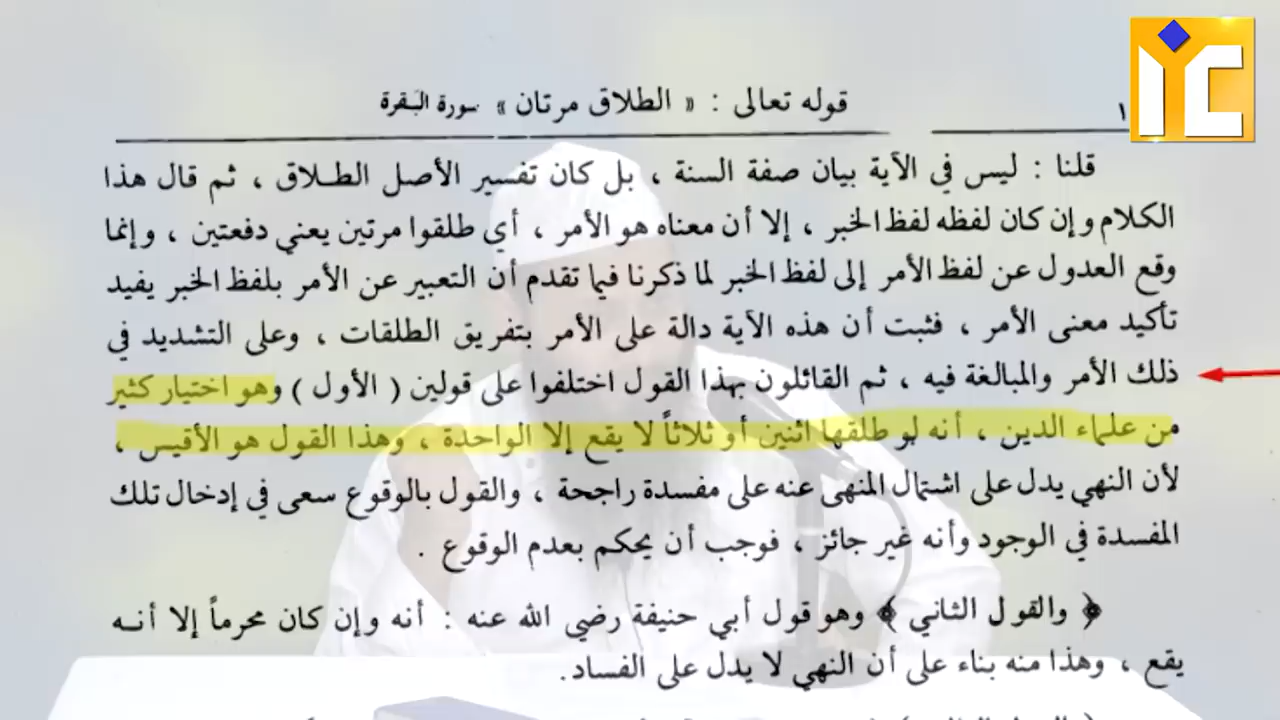 قوله تعالى : « الطلاق مرتان » سورة البقرة
١
YC
قلنا : ليس في الآية بيان صفة السنة ، بل كان تفسير الأصل الطلاق ، ثم قال هذا
الكلام وإن كان لفظه لفظ الخبر ، إلا أن معناه هو الأمر ، أي طلقوا مرتين يعني دفعتين ، وإنما
وقع العدول عن لفظ الأمر إلى لفظ الخبر لما ذكرنا فيما تقدم أن التعبير عن الأمر بلفظ الخبر يفيد
تأكيد معنى الأمر ، فثبت أن هذه الآية دالة على الأمر بتفريق الطلقات ، وعلى التشديد في
ذلك الأمر والمبالغة فيه ، ثم القائلون بهذا القول اختلفوا على قولين ( الأول ) وهو اختيار كثير
من علماء الدين ، أنه لو طلقها اثنين أو ثلاثاً لا يقع إلا الواحدة ، وهذا القول هو الأقيس ،
لأن النهي يدل على اشتمال المنهى عنه على مفسدة راجحة ، والقول بالوقوع سعى في إدخال تلك
المفسدة في الوجود وأنه غير جائز ، فوجب أن يحكم بعدم الوقوع .
﴿ والقول الثاني ﴾ وهو قول أبي حنيفة رضي الله عنه : أنه وإن كان محرماً إلا أنه
يقع ، وهذا منه بناء على أن النهي لا يدل على الفساد .